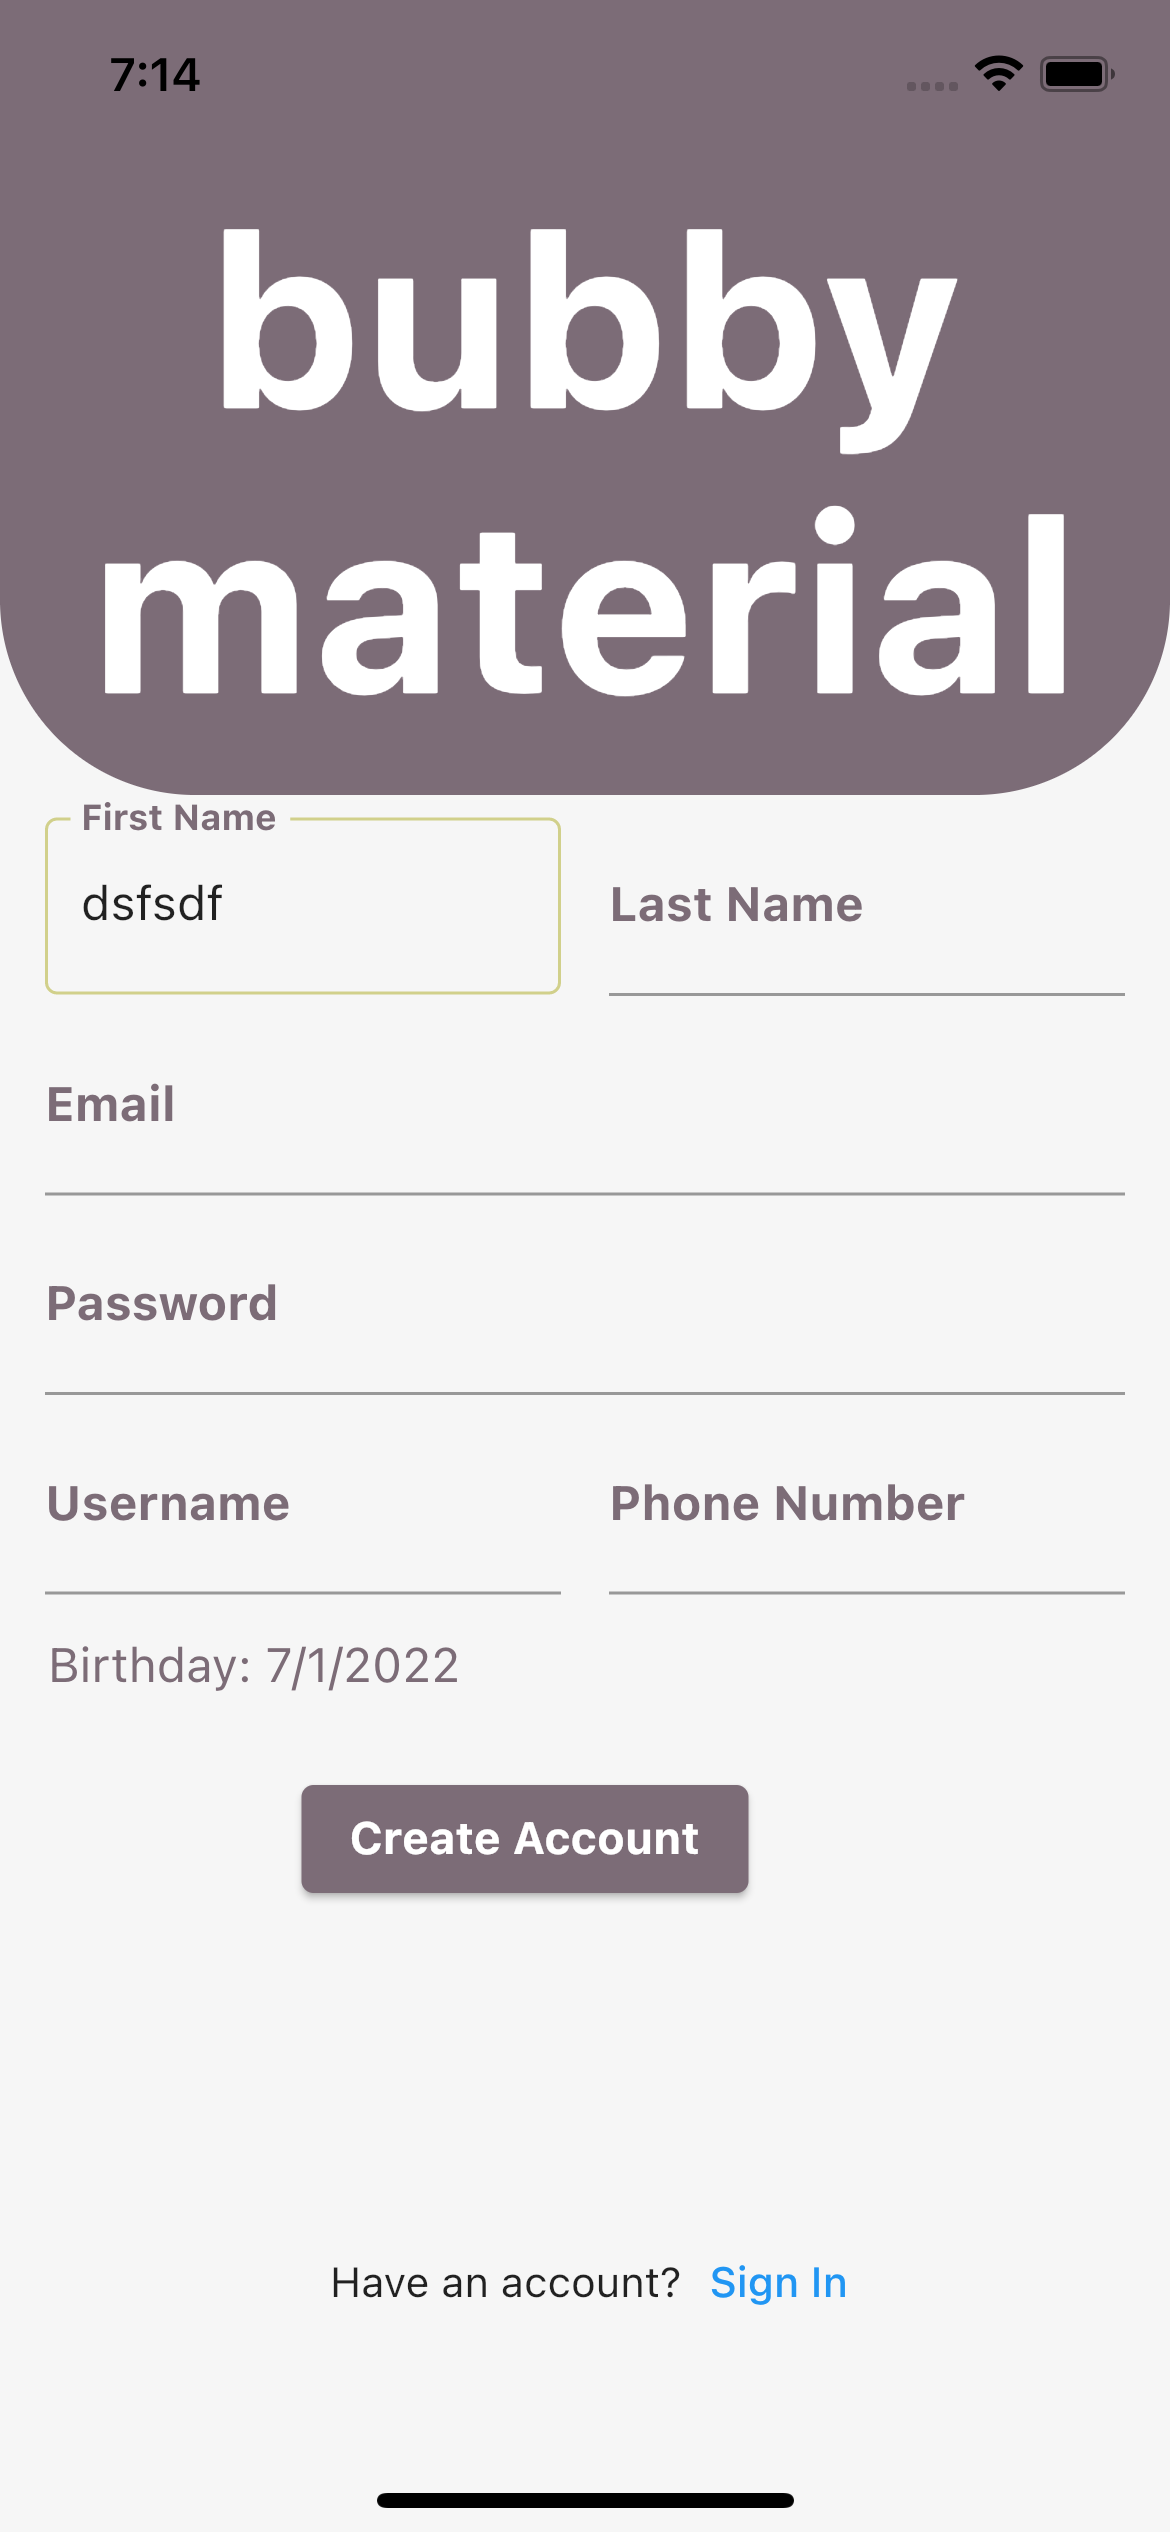 7:14
bubby
material
First Name
dsfsdf
Last Name
Email
Password
Username
Phone Number
Birthday: 7/1/2022
Create Account
Have an account? Sign In